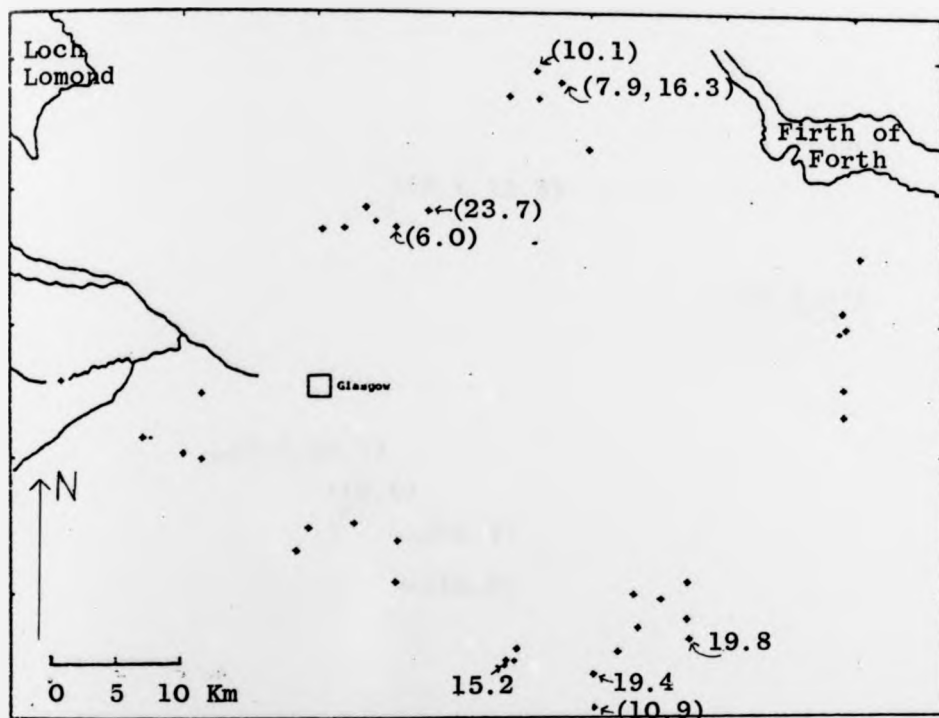 Loch
Lomond
(10.1)
(7.9,16.3)
Firth of
Forth
(23.7)
(6.0)
Glasgow
N
19.8
15.2
19.4
0 5 10 Km
(10.9)